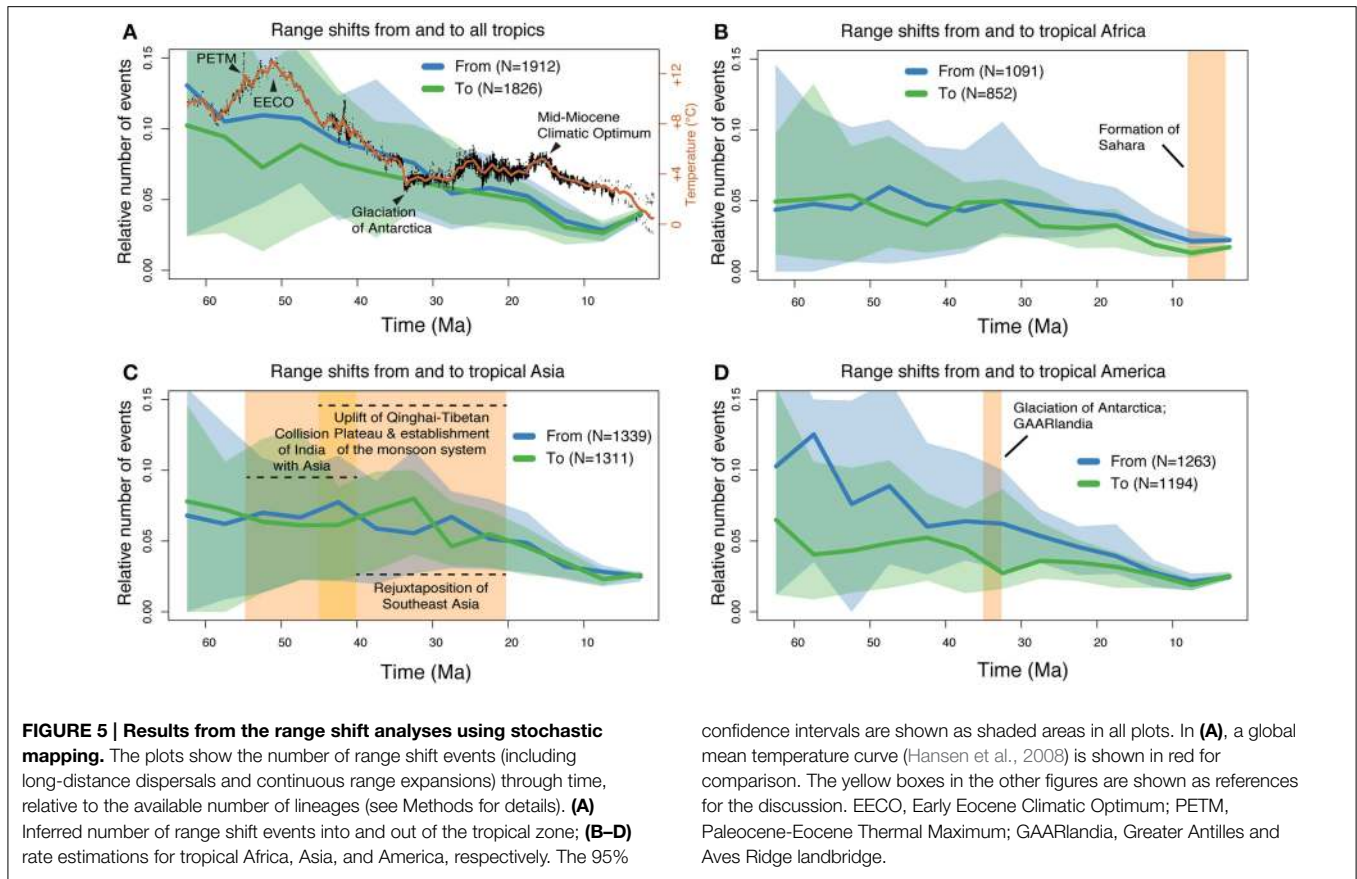 A
Range shifts from and to all tropics
Relative number of events
0.15
0.10
0.05
0.00
PETM
EECO
From (N=1912)
To (N=1826)
Mid-Miocene
Climatic Optimum
Glaciation
of Antarctica
+12
+8
+4
0
Temperature (°C)
60
50
40
30
20
10
Time (Ma)
B
Range shifts from and to tropical Africa
Relative number of events
0.15
0.10
0.05
0.00
From (N=1091)
To (N=852)
Formation of
Sahara
60
50
40
30
20
10
Time (Ma)
C
Range shifts from and to tropical Asia
Relative number of events
0.15
0.10
0.05
0.00
Uplift of Qinghai-Tibetan
Collision Plateau & establishment
of India of the monsoon system
with Asia
From (N=1339)
To (N=1311)
Rejuxtaposition of
Southeast Asia
60
50
40
30
20
10
Time (Ma)
D
Range shifts from and to tropical America
Relative number of events
0.15
0.10
0.05
0.00
Glaciation of Antarctica;
GAARlandia
From (N=1263)
To (N=1194)
60
50
40
30
20
10
Time (Ma)
FIGURE 5 | Results from the range shift analyses using stochastic
mapping. The plots show the number of range shift events (including
long-distance dispersals and continuous range expansions) through time,
relative to the available number of lineages (see Methods for details). (A)
Inferred number of range shift events into and out of the tropical zone; (B–D)
rate estimations for tropical Africa, Asia, and America, respectively. The 95%
confidence intervals are shown as shaded areas in all plots. In (A), a global
mean temperature curve (Hansen et al., 2008) is shown in red for
comparison. The yellow boxes in the other figures are shown as references
for the discussion. EECO, Early Eocene Climatic Optimum; PETM,
Paleocene-Eocene Thermal Maximum; GAARlandia, Greater Antilles and
Aves Ridge landbridge.